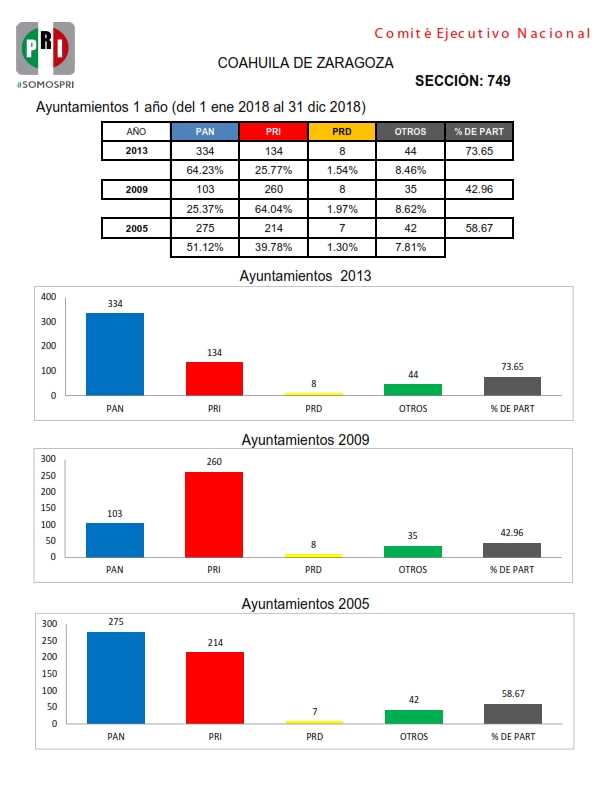 Comité Ejecutivo Nacional
PRI
#SOMOSPRI
COAHUILA DE ZARAGOZA
SECCIÓN: 749
Ayuntamientos 1 año (del 1 ene 2018 al 31 dic 2018)
AÑO PAN PRI PRD OTROS % DE PART
2013 334 134 8 44 73.65
64.23% 25.77% 1.54% 8.46%
2009 103 260 8 35 42.96
25.37% 64.04% 1.97% 8.62%
2005 275 214 7 42 58.67
51.12% 39.78% 1.30% 7.81%
Ayuntamientos 2013
400
300
200
100
0
334 134 8 44 73.65
PAN PRI PRD OTROS % DE PART
Ayuntamientos 2009
300
250
200
150
100
50
0
103 260 8 35 42.96
PAN PRI PRD OTROS % DE PART
Ayuntamientos 2005
300
250
200
150
100
50
0
275 214 7 42 58.67
PAN PRI PRD OTROS % DE PART